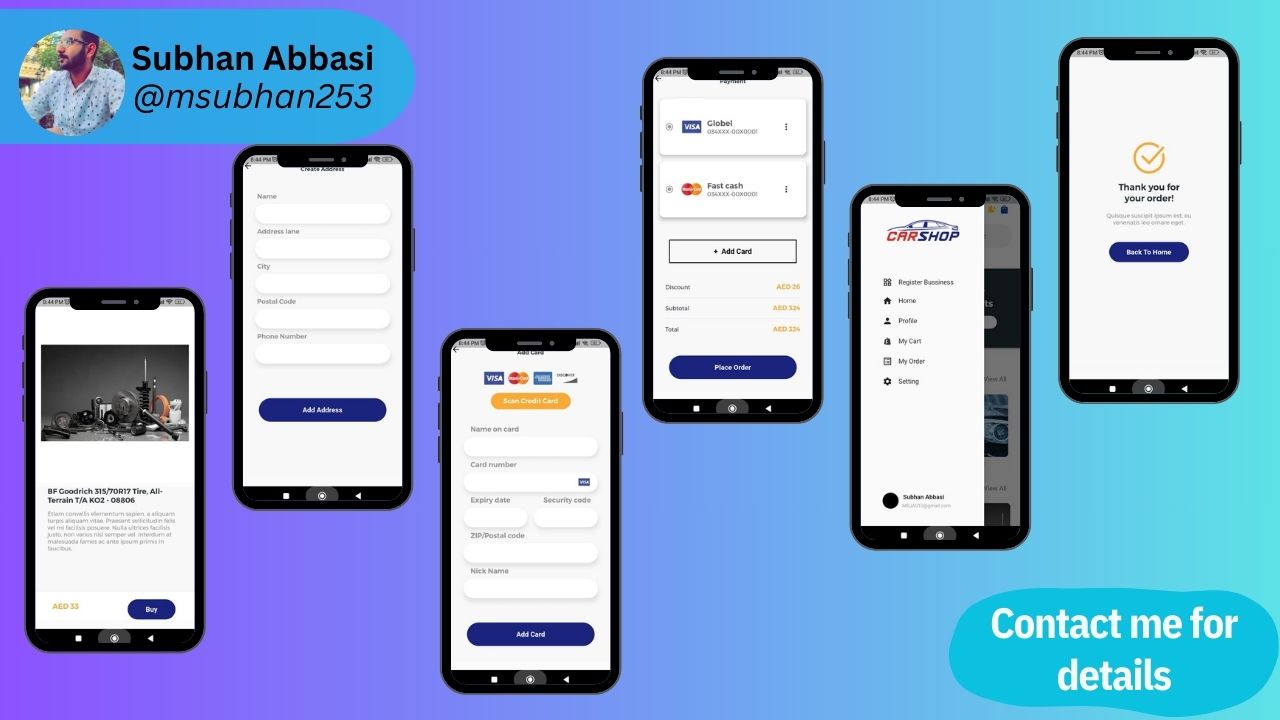 Subhan Abbasi
@msubhan253
8:44 PM
BF Goodrich 315/70R17 Tire, All-
Terrain T/A KO2 - 08806
Etiam convallis elementum sapien, a aliquam
turpis aliquam vitae. Praesent sollicitudin felis
vel mi facilisis posuere. Nulla ultrices facilisis
justo, non varius nisl semper vel. Interdum et
malesuada fames ac ante ipsum primis in
faucibus.
AED 33
Buy
8:44 PM
Create Address
Name
Address lane
City
Postal Code
Phone Number
Add Address
8:44 PM
Add Card
VISA
MasterCard
DISCOVER
Scan Credit Card
Name on card
Card number
VISA
Expiry date
Security code
ZIP/Postal code
Nick Name
Add Card
8:44 PM
Payment
VISA
Globel
034XXX-00X0001
MasterCard
Fast cash
034XXX-00X0001
+ Add Card
Discount
AED 26
Subtotal
AED 324
Total
AED 324
Place Order
8:44 PM
CARSHOP
Register Bussiness
Home
Profile
My Cart
My Order
Setting
View All
View All
Subhan Abbasi
8:44 PM
Thank you for
your order!
Quisque suscipit ipsum est, eu
venenatis leo ornare eget.
Back To Home
Contact me for
details